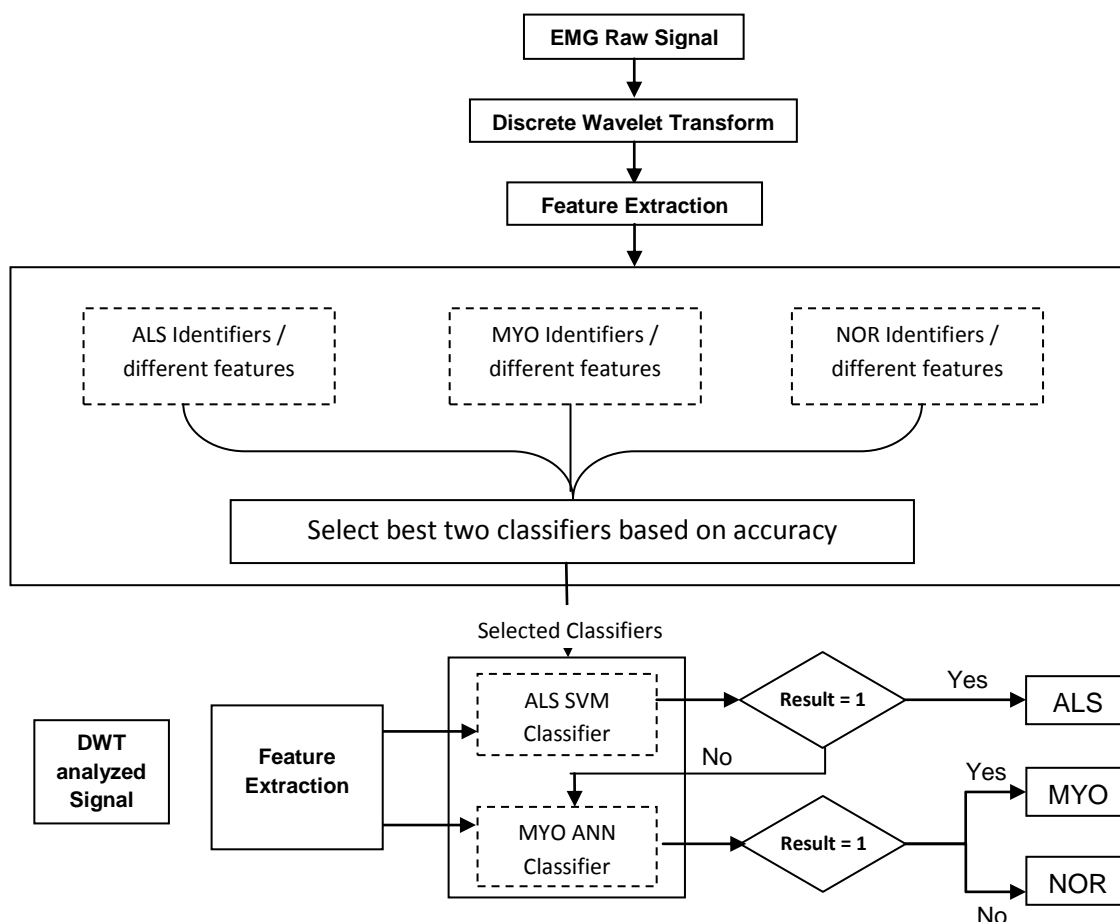 EMG Raw Signal
Discrete Wavelet Transform
Feature Extraction
ALS Identifiers /
different features
MYO Identifiers /
different features
NOR Identifiers /
different features
Select best two classifiers based on accuracy
Selected Classifiers
DWT
analyzed
Signal
Feature
Extraction
ALS SVM
Classifier
Result = 1
Yes
ALS
No
MYO ANN
Classifier
Result = 1
Yes
MYO
No
NOR